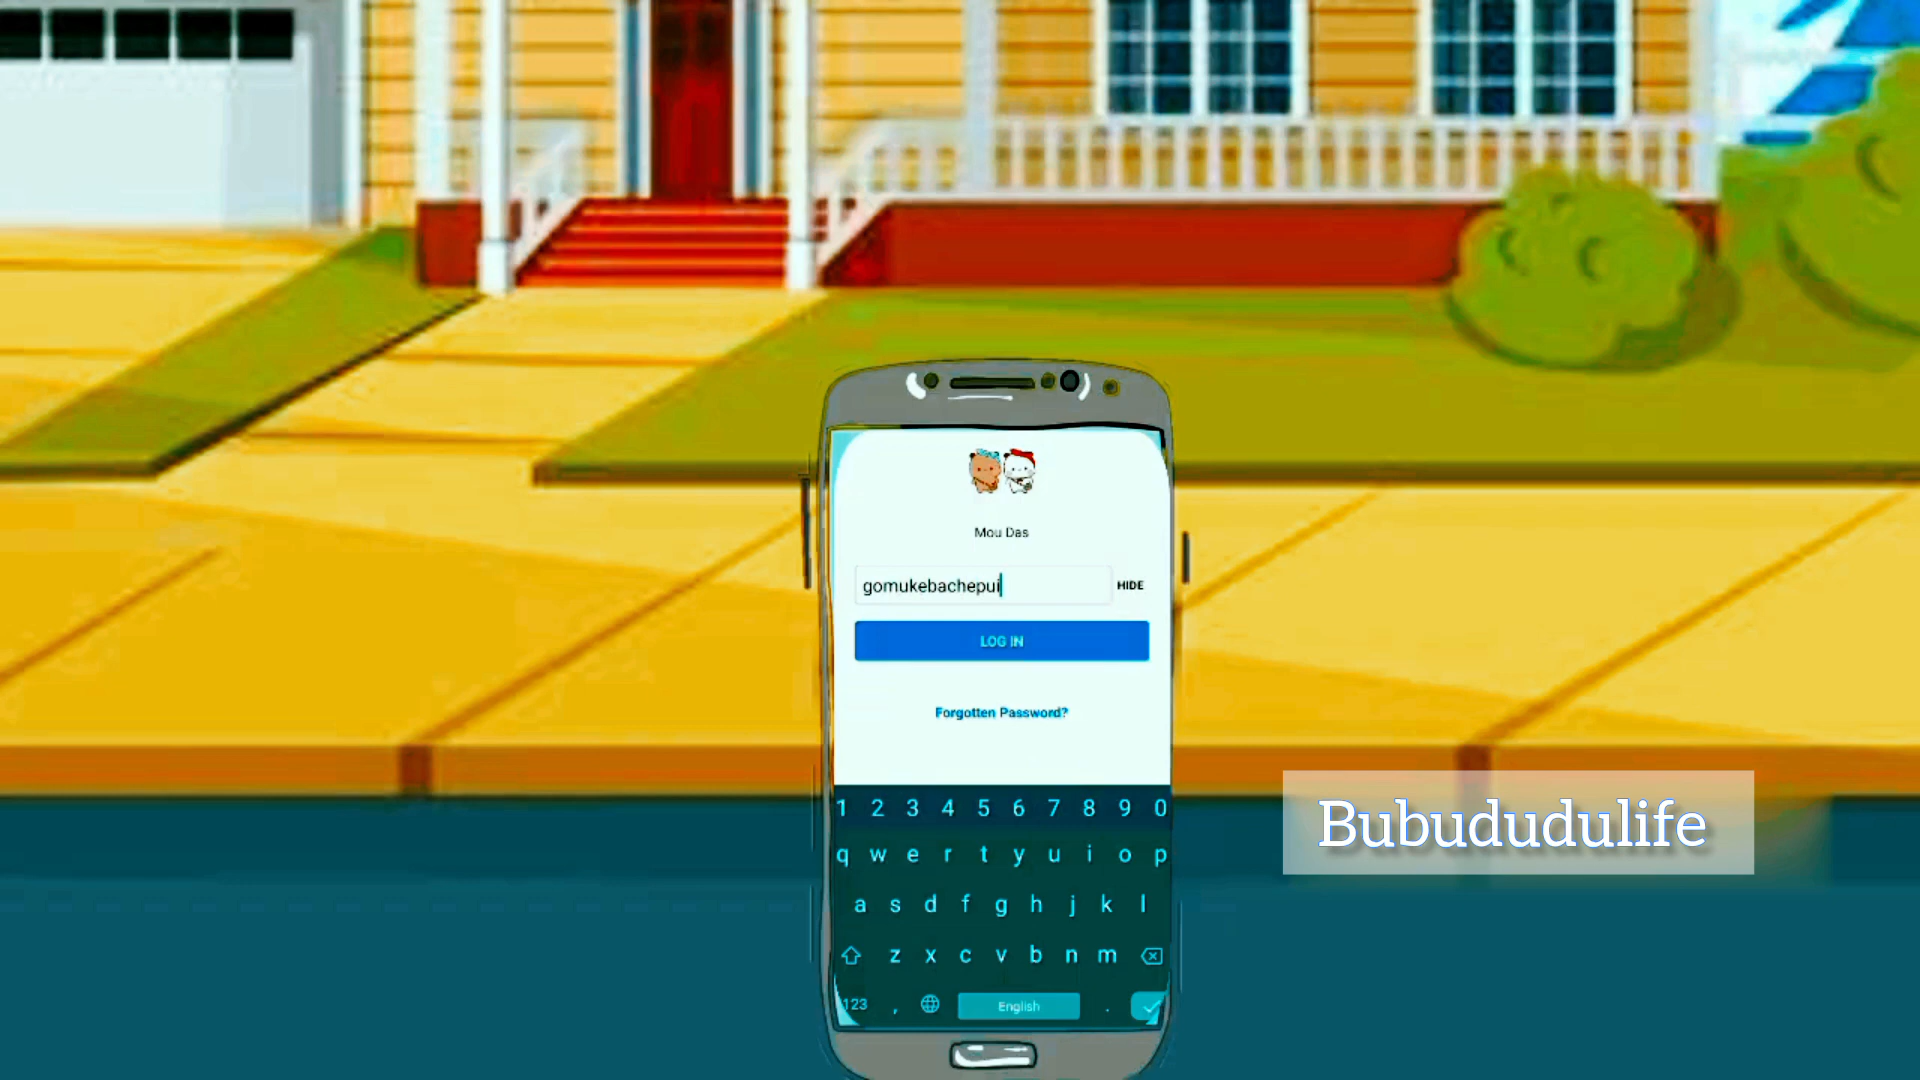 Mou Das
gomukebachepui
HIDE
LOG IN
Forgotten Password?
1 2 3 4 5 6 7 8 9 0
q w e r t y u i o p
a s d f g h j k l
z x c v b n m
123 , English .
Bubududulife